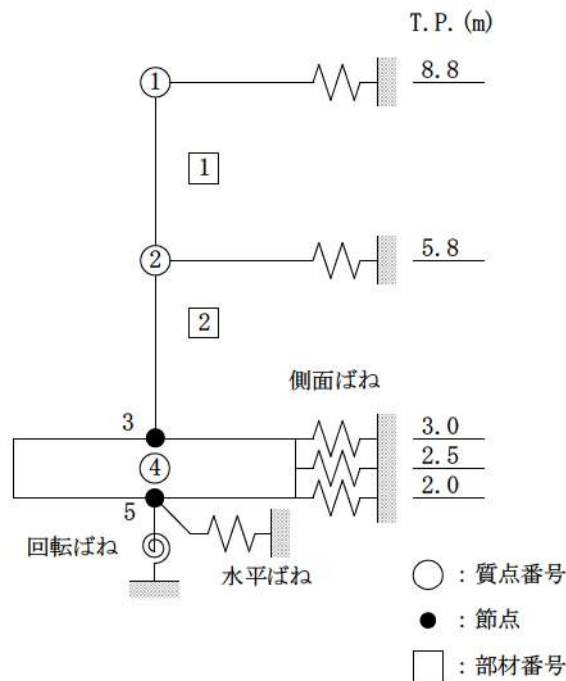 T.P.(m)
① 8.8
1
② 5.8
2
側面ばね
3 3.0
④ 2.5
5 2.0
回転ばね
水平ばね
○ : 質点番号
● : 節点
□ : 部材番号